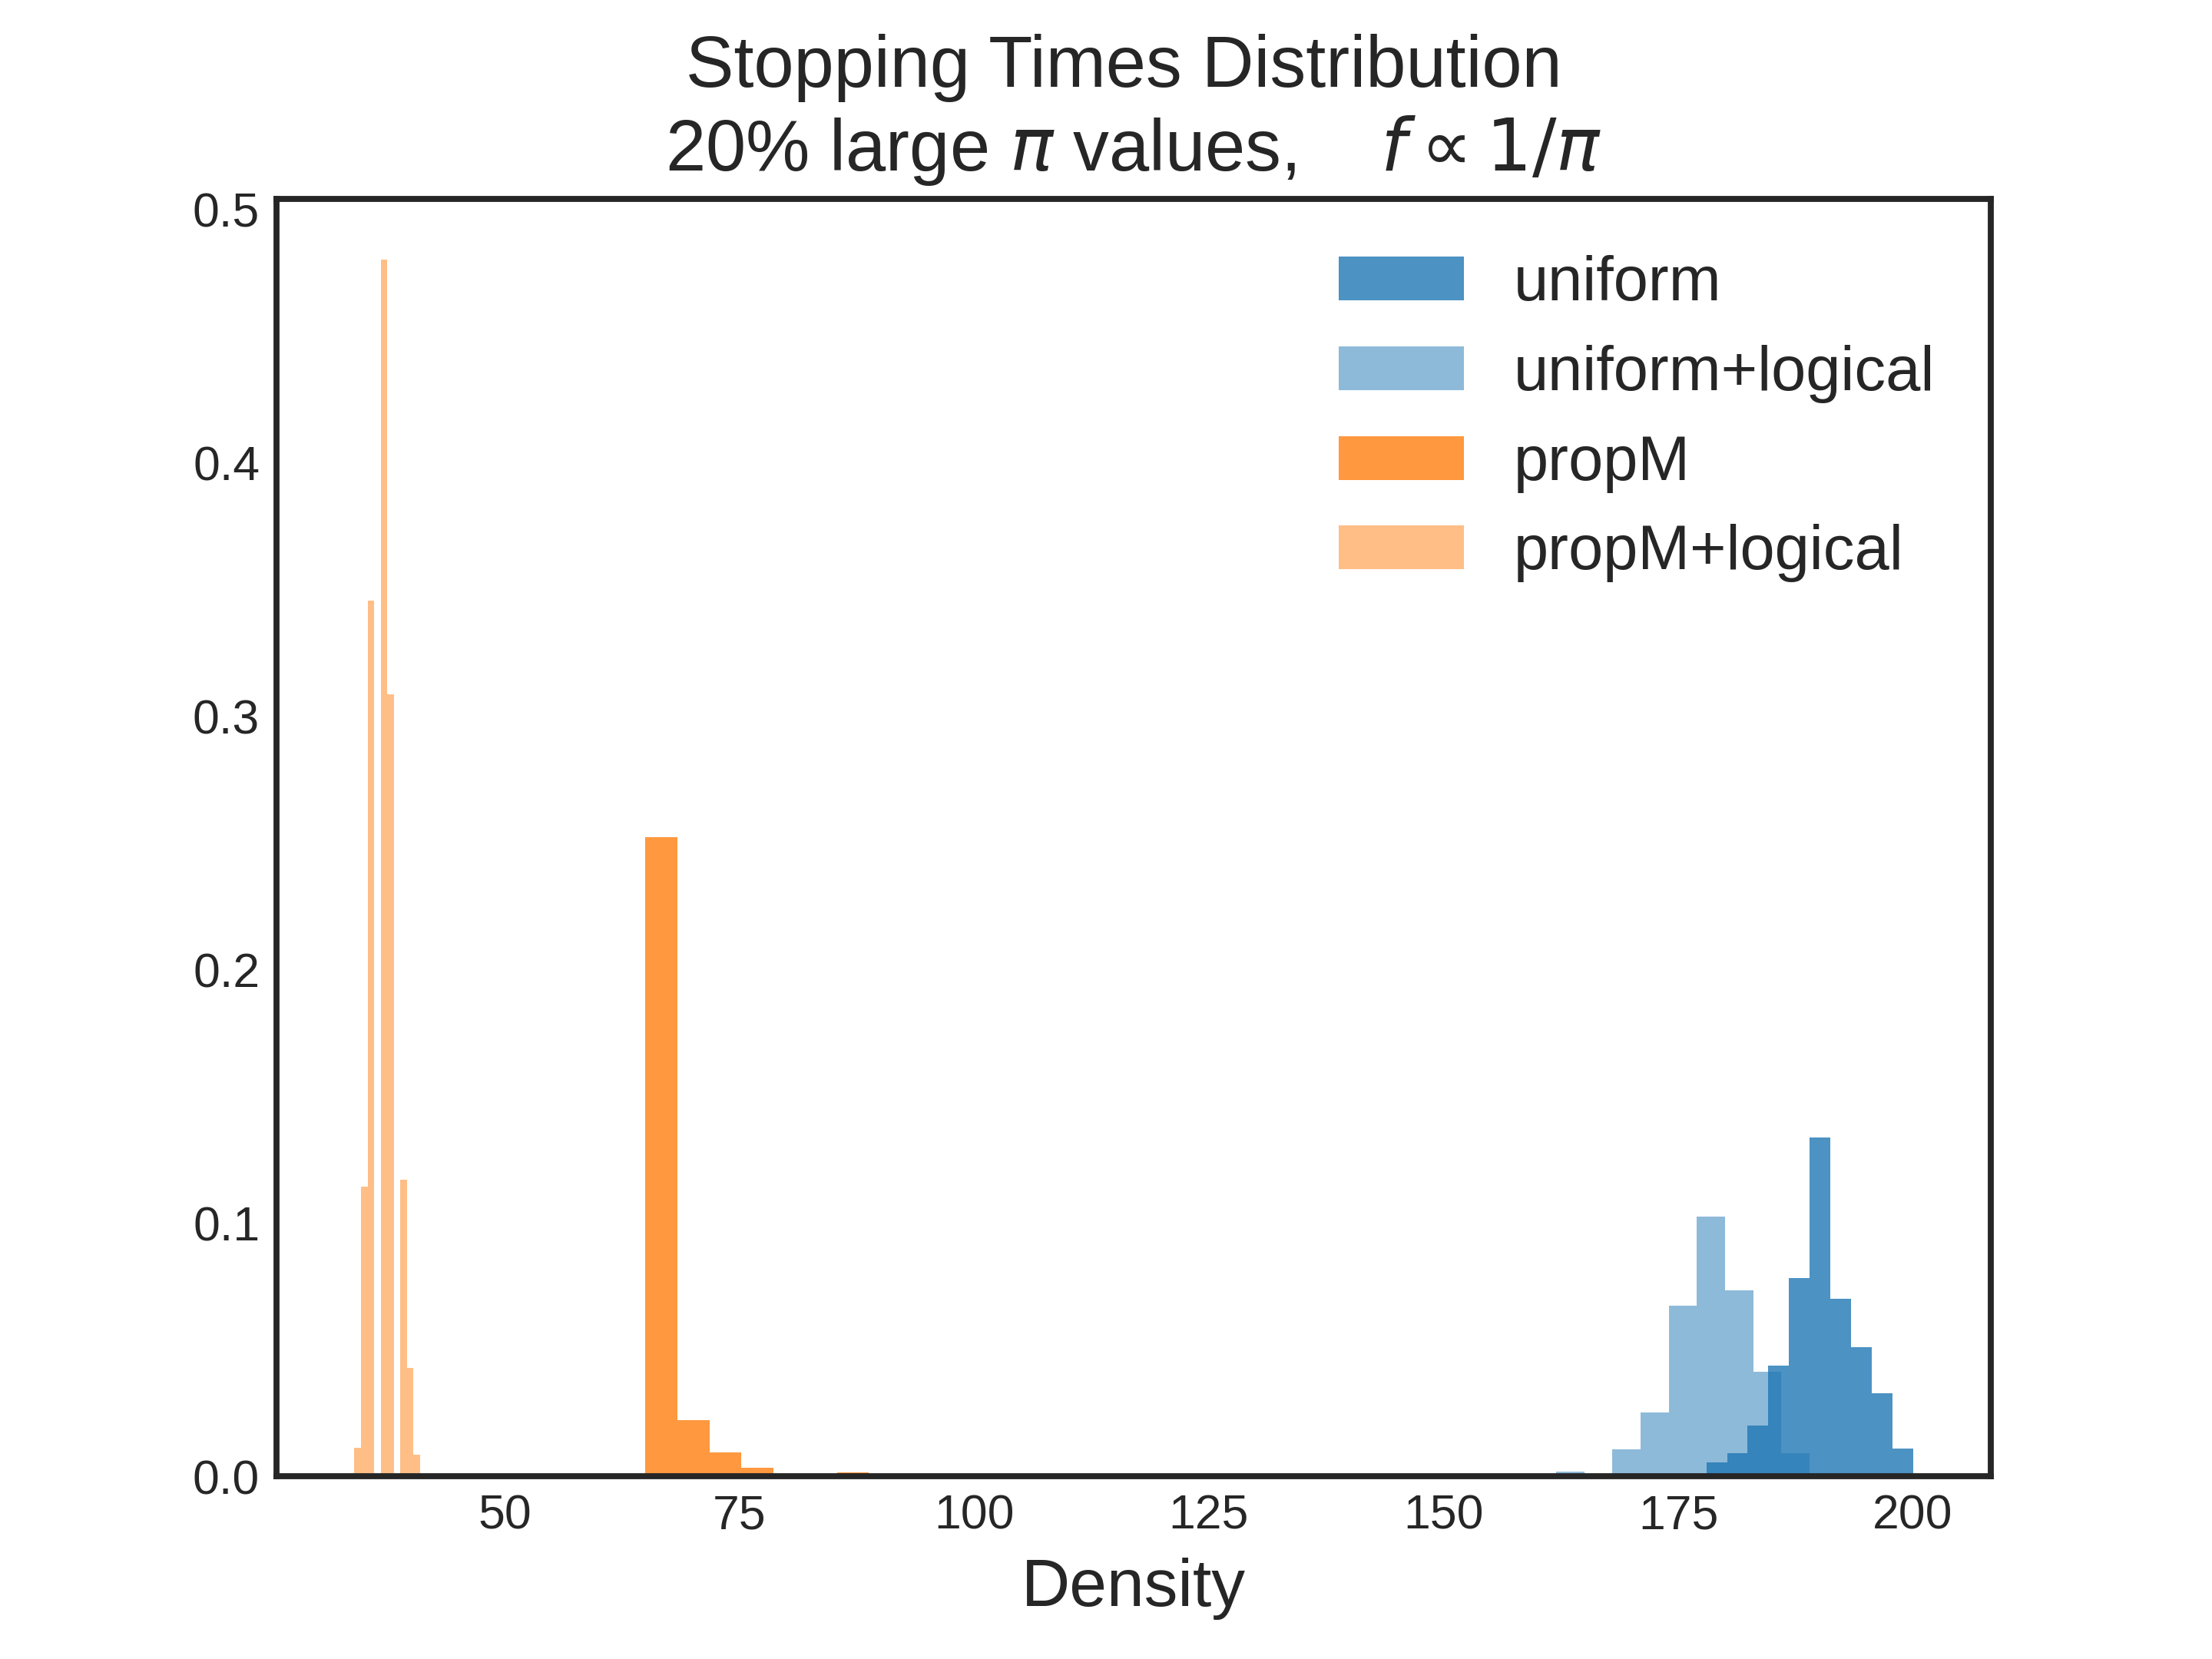 Stopping Times Distribution
20% large π values, f ∝ 1/π
0.5
0.4
0.3
0.2
0.1
0.0
uniform
uniform+logical
propM
propM+logical
50 75 100 125 150 175 200
Density